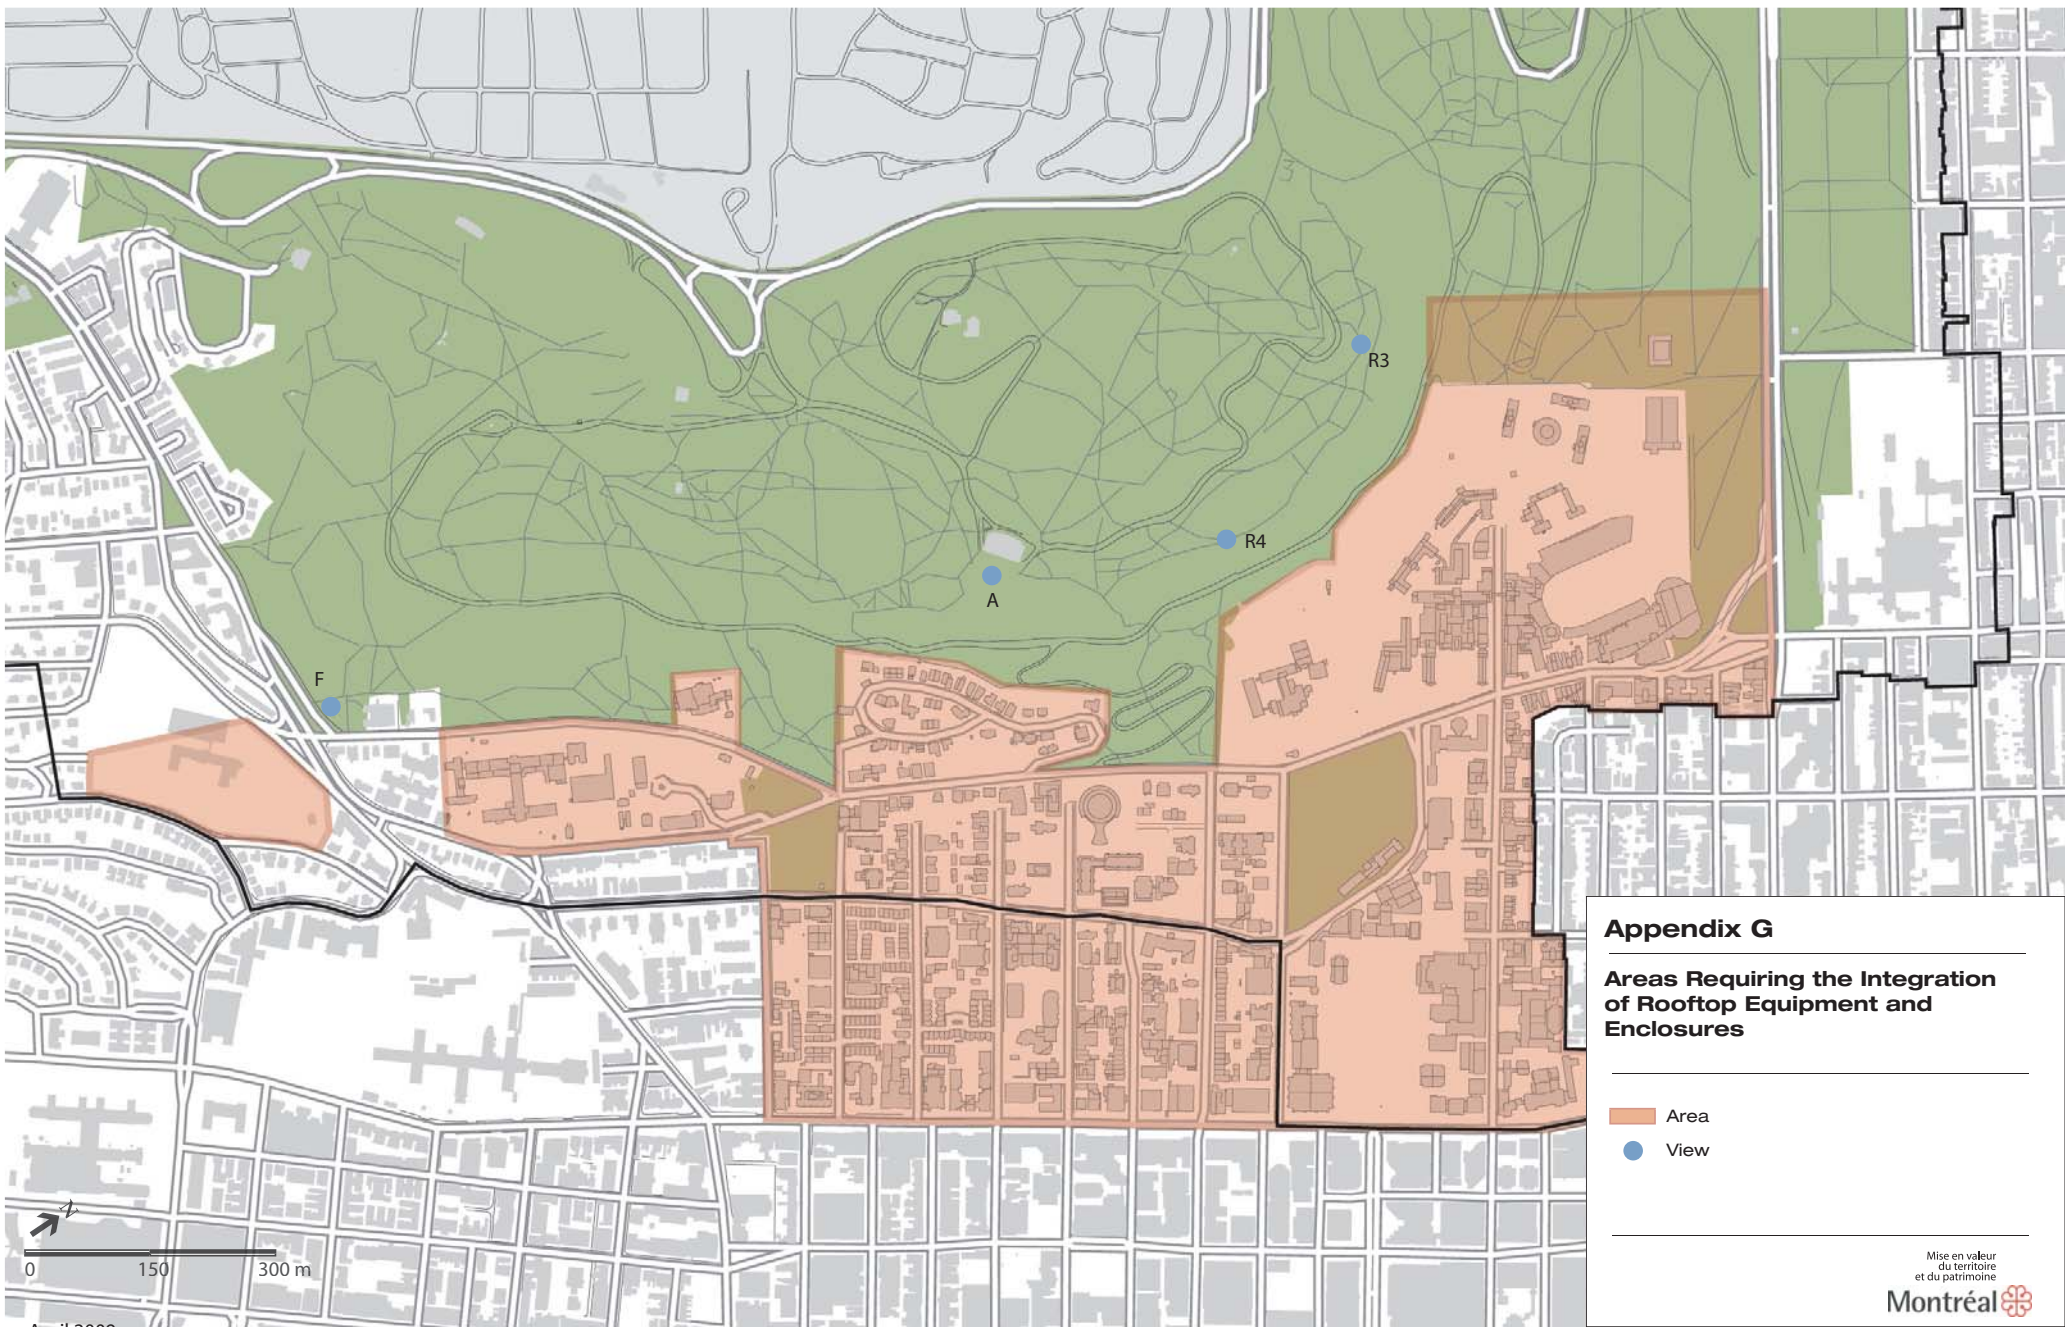 R3
R4
A
F
Appendix G
Areas Requiring the Integration
of Rooftop Equipment and
Enclosures
Area
View
N
0 150 300 m
Mise en valeur
du territoire
et du patrimoine
Montréal